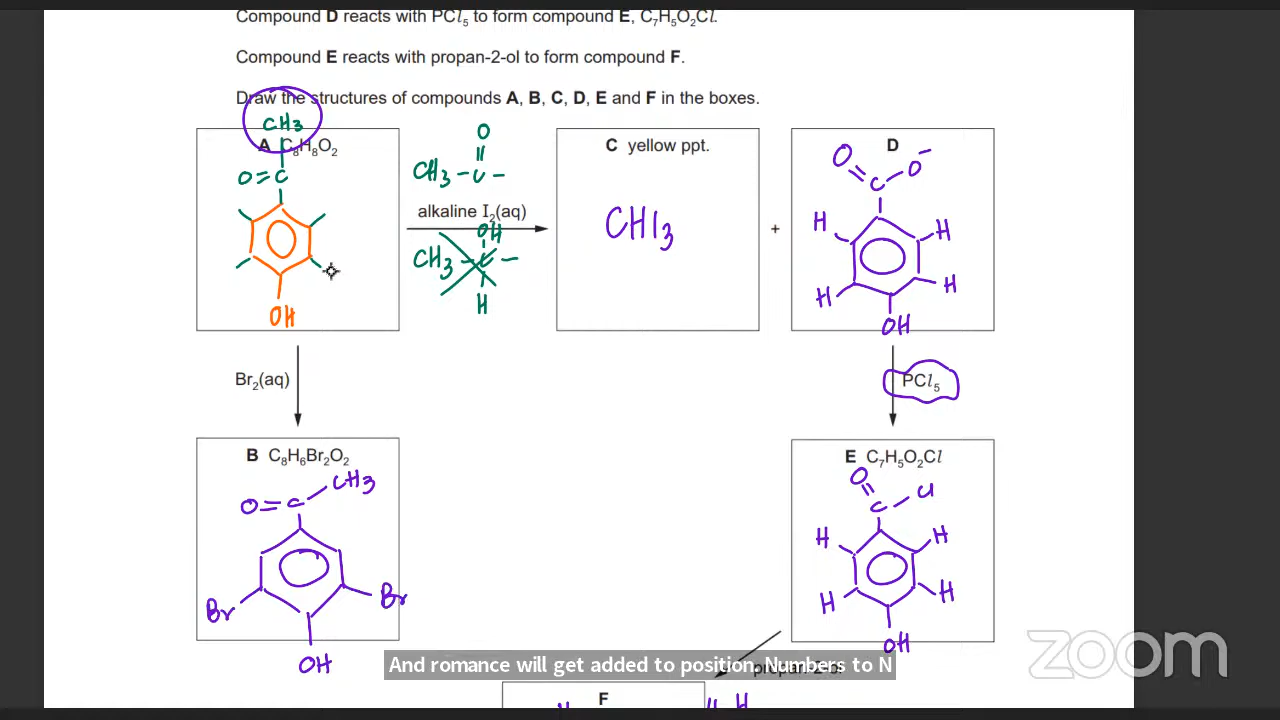 Compound D reacts with PCl5 to form compound E, C7H5O2Cl.
Compound E reacts with propan-2-ol to form compound F.
Draw the structures of compounds A, B, C, D, E and F in the boxes.
CH3
A C8H8O2
O=C
OH
O
CH3-C-
alkaline I2(aq)
OH
CH3-C-
H
C yellow ppt.
CHI3
+
D
O
O-
C
H
H
H
H
OH
Br2(aq)
PCl5
B C8H6Br2O2
CH3
O=C
Br
Br
OH
E C7H5O2Cl
O
C
Cl
H
H
H
H
OH
propan-2-ol
And romance will get added to position. Numbers to N
F
H
zoom